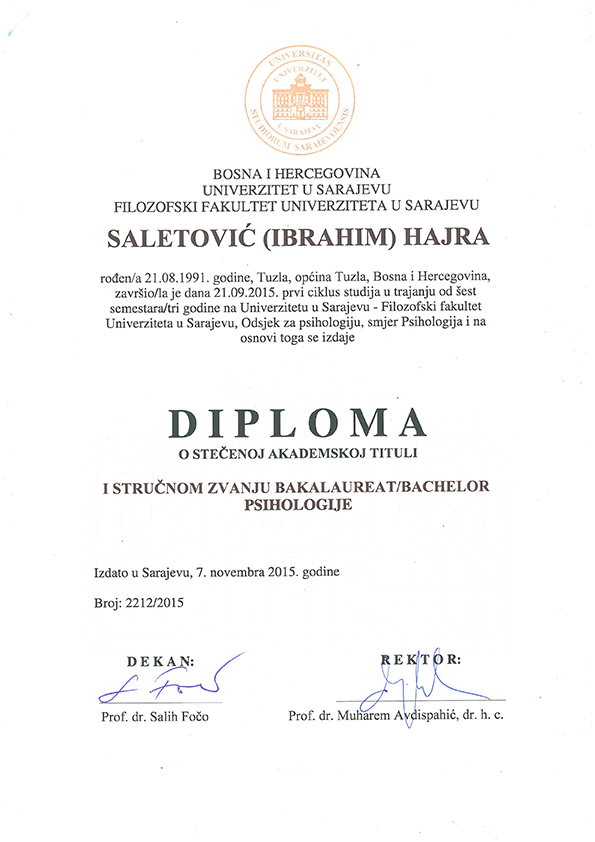 UNIVERSITAS
STUDIORUM SARAJEVOENSIS
UNIVERZITET
U SARAJEVU
BOSNA I HERCEGOVINA
UNIVERZITET U SARAJEVU
FILOZOFSKI FAKULTET UNIVERZITETA U SARAJEVU
SALETOVIĆ (IBRAHIM) HAJRA
rođen/a 21.08.1991. godine, Tuzla, općina Tuzla, Bosna i Hercegovina,
završio/la je dana 21.09.2015. prvi ciklus studija u trajanju od šest
semestara/tri godine na Univerzitetu u Sarajevu - Filozofski fakultet
Univerziteta u Sarajevu, Odsjek za psihologiju, smjer Psihologija i na
osnovi toga se izdaje
DIPLOMA
O STEČENOJ AKADEMSKOJ TITULI
I STRUČNOM ZVANJU BAKALAUREAT/BACHELOR
PSIHOLOGIJE
Izdato u Sarajevu, 7. novembra 2015. godine
Broj: 2212/2015
DEKAN: REKTOR:
Prof. dr. Salih Fočo Prof. dr. Muharem Avdispahić, dr. h. c.